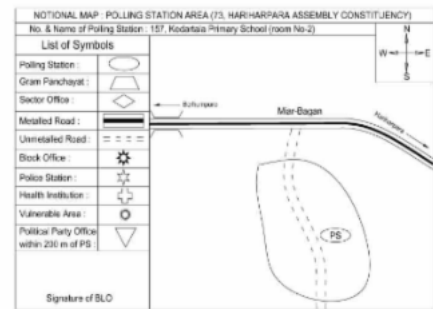 NOTIONAL MAP : POLLING STATION AREA (73, HARIHARPARA ASSEMBLY CONSTITUENCY)
No. & Name of Polling Station : 157, Kodartala Primary School (room No-2)
List of Symbols
Polling Station :
Gram Panchayat :
Sector Office :
Metalled Road :
Unmetalled Road :
Block Office :
Police Station :
Health Institution :
Vulnerable Area :
Political Party Office
within 200 m of PS :
Signature of BLO
N
W
E
S
Miar-Bagan
Hariharpara
PS